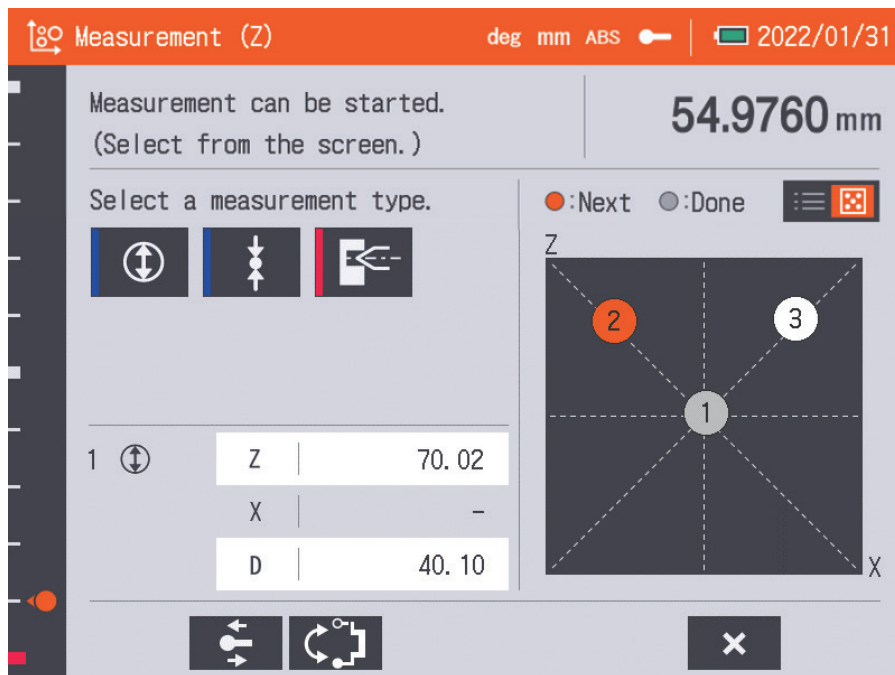 Measurement (Z) deg mm ABS 2022/01/31
Measurement can be started.
(Select from the screen.)
54.9760 mm
Select a measurement type.
:Next :Done
Z
2
3
1
X
1 Z 70.02
X -
D 40.10